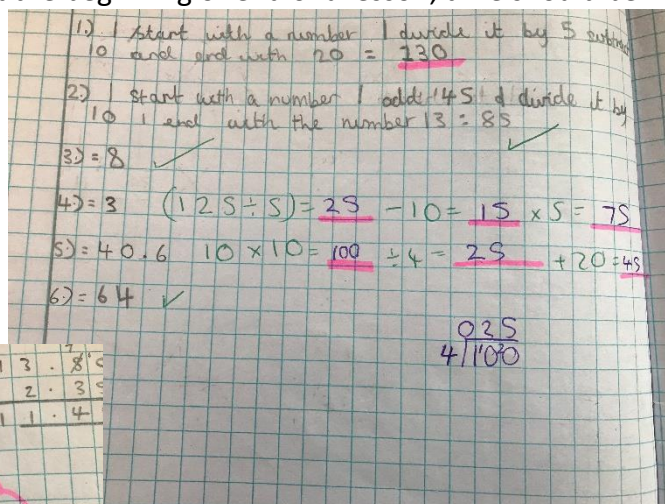 1.) I start with a number I divide it by 5 subtract
10 and end with 20 = 130
2.) I start with a number I add 145 & divide it by
10 I end with the number 13 = 85
3.) = 8
4.) = 3 (125 ÷ 5) = 25 - 10 = 15 x 5 = 75
5.) = 40.6 10 x 10 = 100 ÷ 4 = 25 + 20 = 45
6.) = 64
025
4 100
2 . 3
1 1 . 4